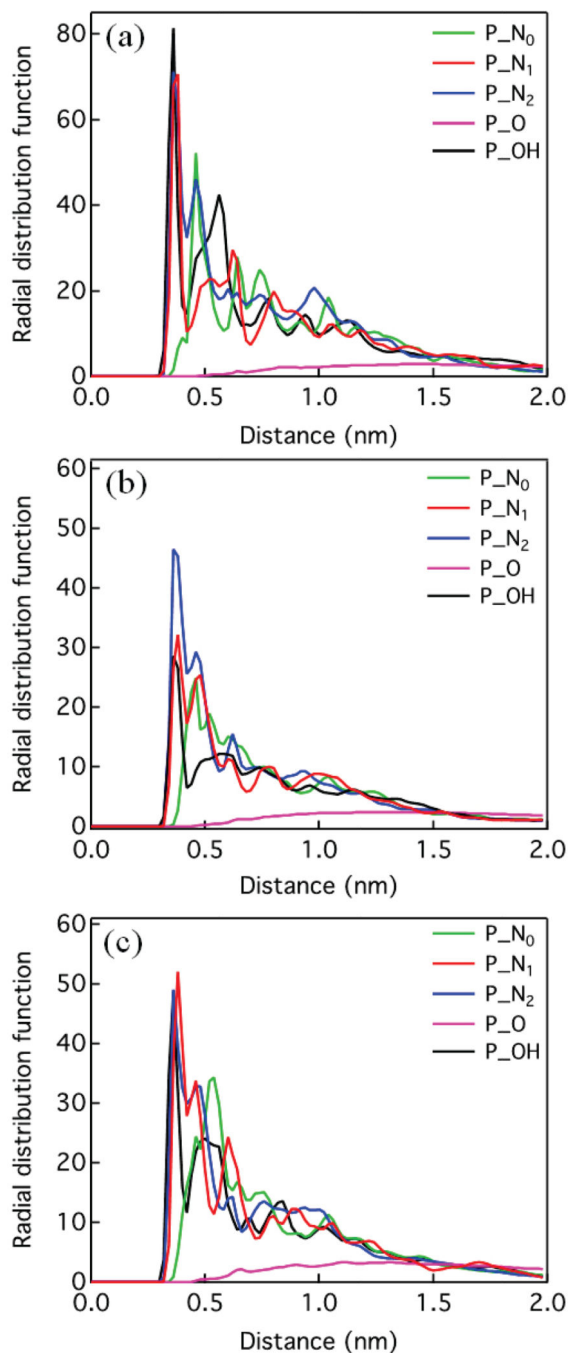 (a)
P_N₀
P_N₁
P_N₂
P_O
P_OH
80
60
40
20
0
Radial distribution function
0.0 0.5 1.0 1.5 2.0
Distance (nm)
(b)
P_N₀
P_N₁
P_N₂
P_O
P_OH
60
50
40
30
20
10
0
Radial distribution function
0.0 0.5 1.0 1.5 2.0
Distance (nm)
(c)
P_N₀
P_N₁
P_N₂
P_O
P_OH
60
50
40
30
20
10
0
Radial distribution function
0.0 0.5 1.0 1.5 2.0
Distance (nm)